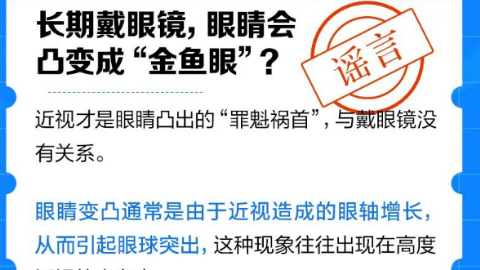 长期戴眼镜，眼睛会
凸变成“金鱼眼”？
谣言
近视才是眼睛凸出的“罪魁祸首”，与戴眼镜没
有关系。
眼睛变凸通常是由于近视造成的眼轴增长，
从而引起眼球突出，这种现象往往出现在高度